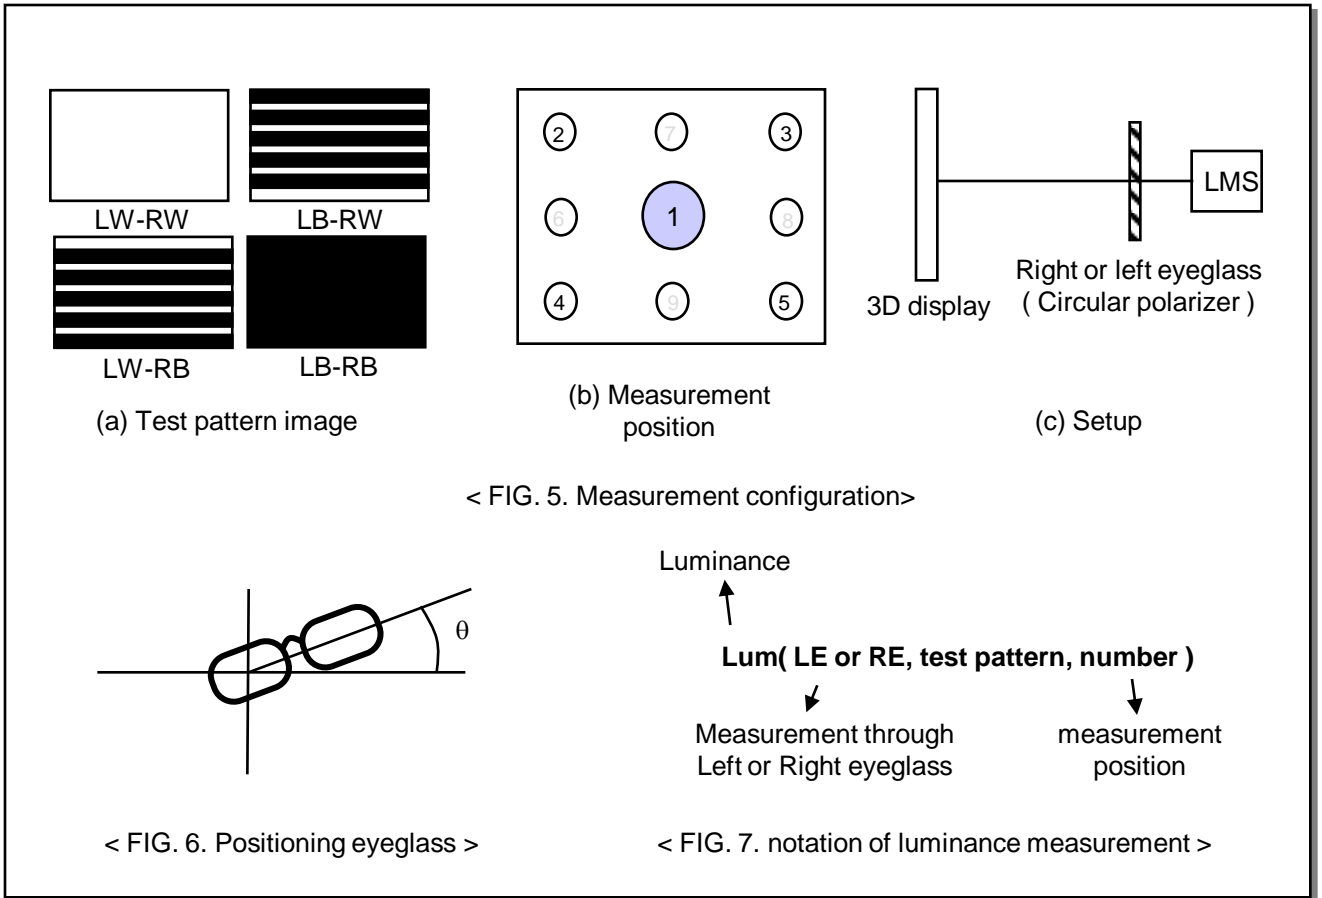 LW-RW
LB-RW
LW-RB
LB-RB
(a) Test pattern image
2
7
3
6
1
8
4
9
5
(b) Measurement
position
LMS
3D display
Right or left eyeglass
( Circular polarizer )
(c) Setup
< FIG. 5. Measurement configuration>
θ
< FIG. 6. Positioning eyeglass >
Luminance
Lum( LE or RE, test pattern, number )
Measurement through
Left or Right eyeglass
measurement
position
< FIG. 7. notation of luminance measurement >